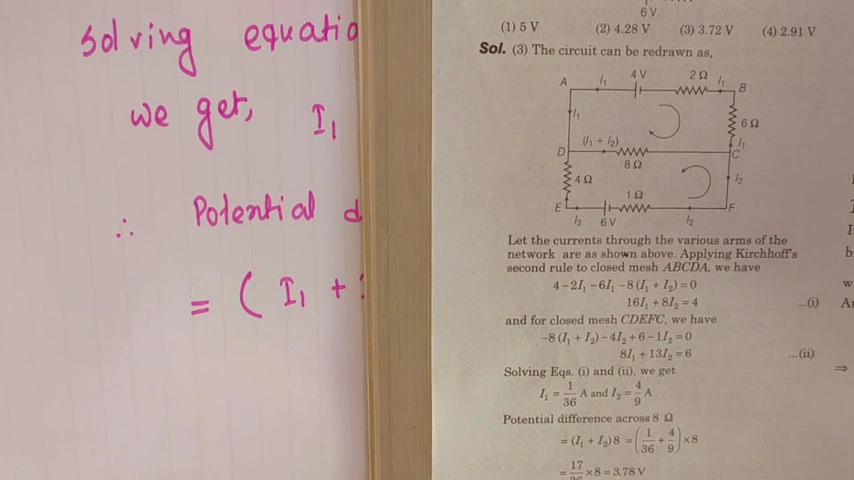 Solving equatio
we get, I₁
∴ Potential d
= ( I₁ +
6 V
(1) 5 V (2) 4.28 V (3) 3.72 V (4) 2.91 V
Sol. (3) The circuit can be redrawn as,
A I₁ 4 V 2 Ω I₁ B
I₁ 6 Ω
D (I₁ + I₂) 8 Ω I₁ C
4 Ω 1 Ω I₂
E I₂ 6 V I₂ F
Let the currents through the various arms of the
network are as shown above. Applying Kirchhoff's
second rule to closed mesh ABCDA, we have
4 – 2I₁ – 6I₁ – 8 (I₁ + I₂) = 0
16I₁ + 8I₂ = 4 ...(i)
and for closed mesh CDEFC, we have
–8 (I₁ + I₂) – 4I₂ + 6 – 1I₂ = 0
8I₁ + 13I₂ = 6 ...(ii)
Solving Eqs. (i) and (ii), we get
I₁ = 1/36 A and I₂ = 4/9 A
Potential difference across 8 Ω
= (I₁ + I₂) 8 = (1/36 + 4/9) × 8
= 17/36 × 8 = 3.78 V